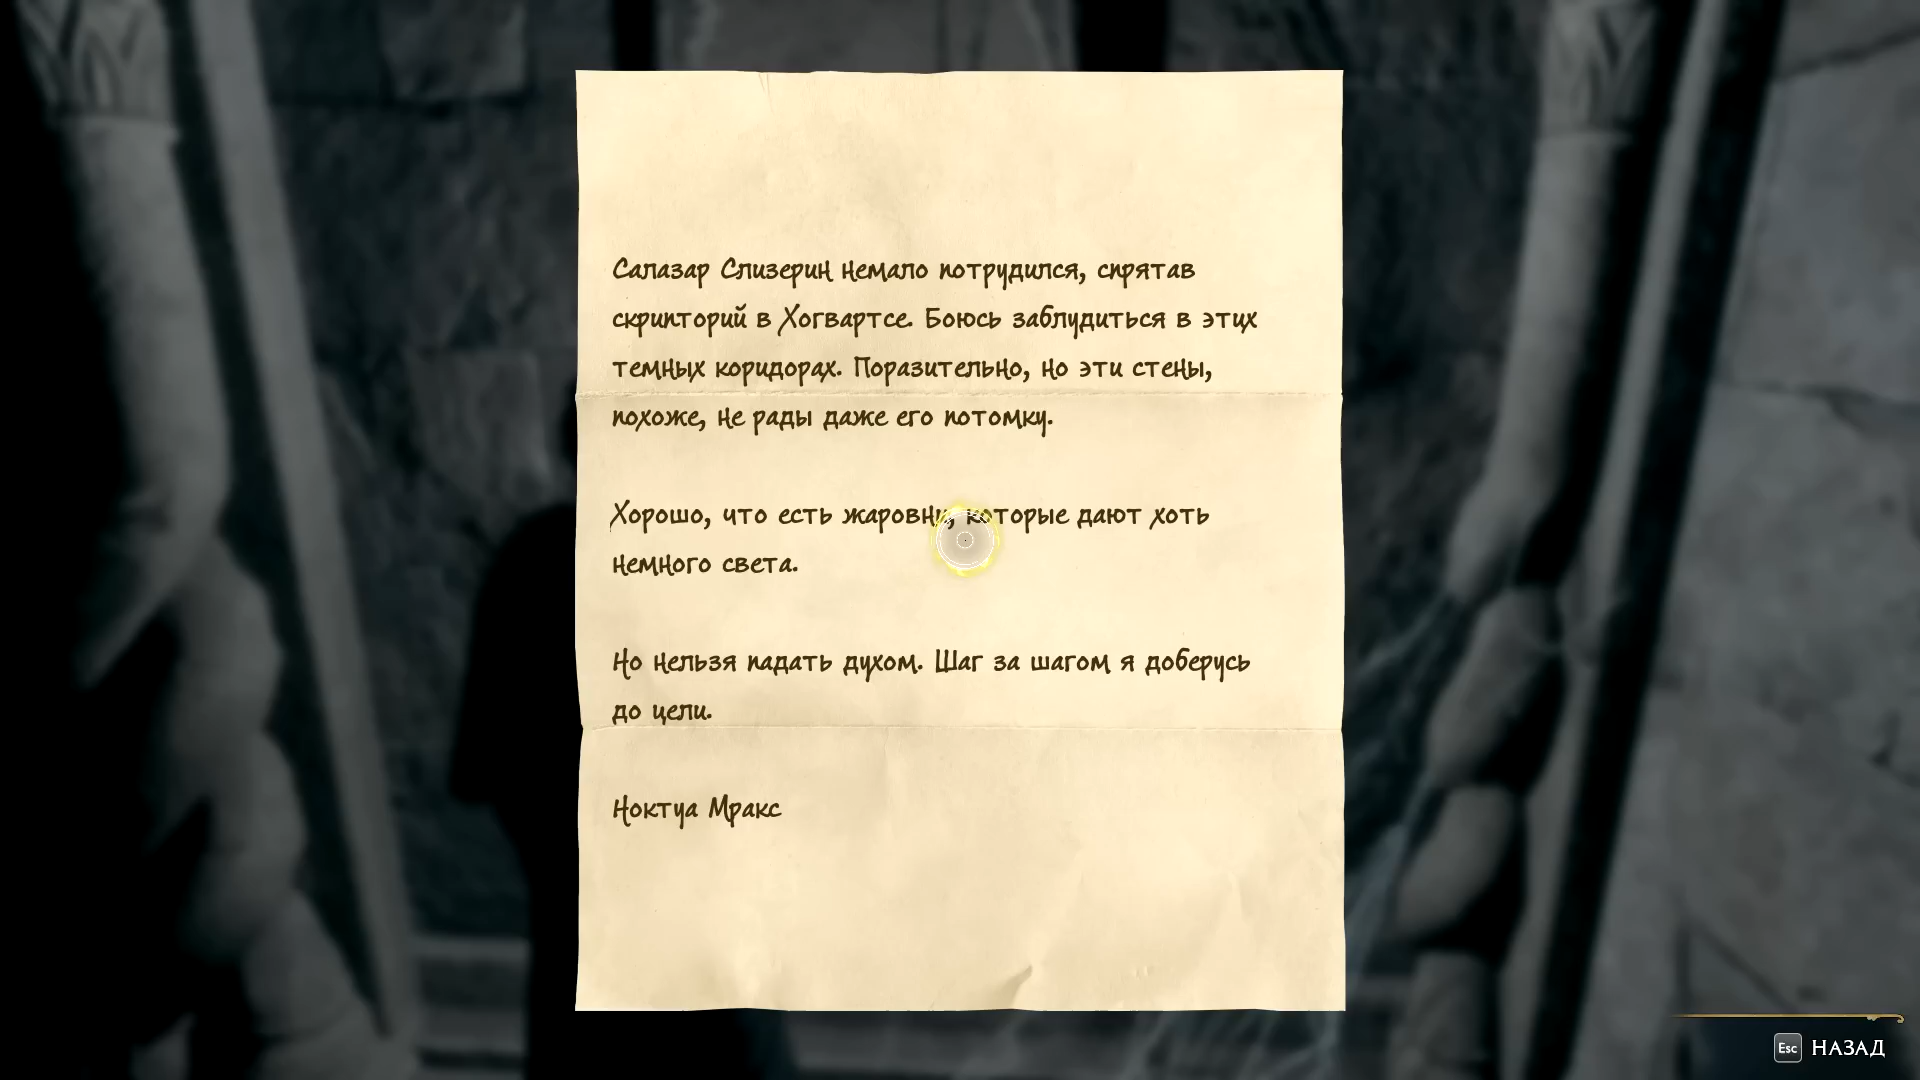 Салазар Слизерин немало потрудился, спрятав
скрипторий в Хогвартсе. Боюсь заблудиться в этих
темных коридорах. Поразительно, но эти стены,
похоже, не рады даже его потомку.
Хорошо, что есть жаровни, которые дают хоть
немного света.
Но нельзя падать духом. Шаг за шагом я доберусь
до цели.
Ноктуа Мракс
Esc НАЗАД